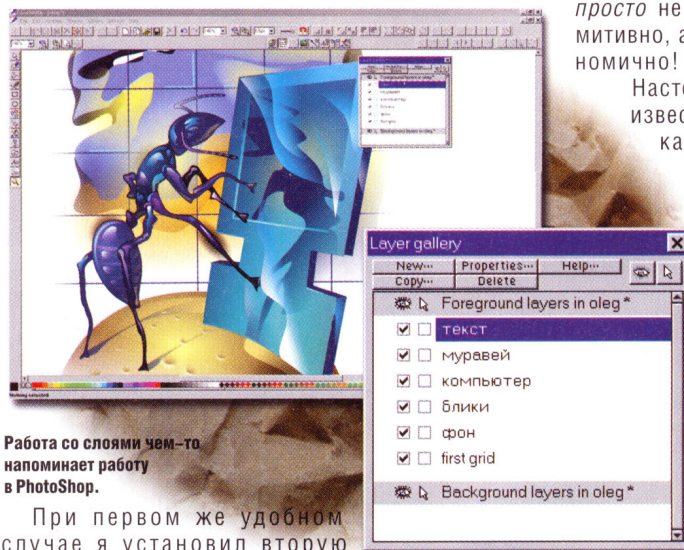 просто не
митивно, а
номично!
Насто
извес
ка
Layer gallery
New... Properties... Help...
Copy... Delete
Foreground layers in oleg *
текст
муравей
компьютер
блики
фон
first grid
Background layers in oleg *
Работа со слоями чем-то
напоминает работу
в PhotoShop.
При первом же удобном
случае я установил вторую